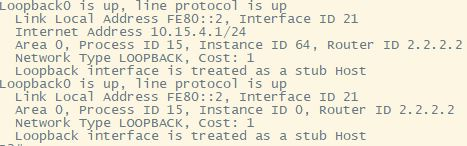 Loopback0 is up, line protocol is up
Link Local Address FE80::2, Interface ID 21
Internet Address 10.15.4.1/24
Area 0, Process ID 15, Instance ID 64, Router ID 2.2.2.2
Network Type LOOPBACK, Cost: 1
Loopback interface is treated as a stub Host
Loopback0 is up, line protocol is up
Link Local Address FE80::2, Interface ID 21
Area 0, Process ID 15, Instance ID 0, Router ID 2.2.2.2
Network Type LOOPBACK, Cost: 1
Loopback interface is treated as a stub Host